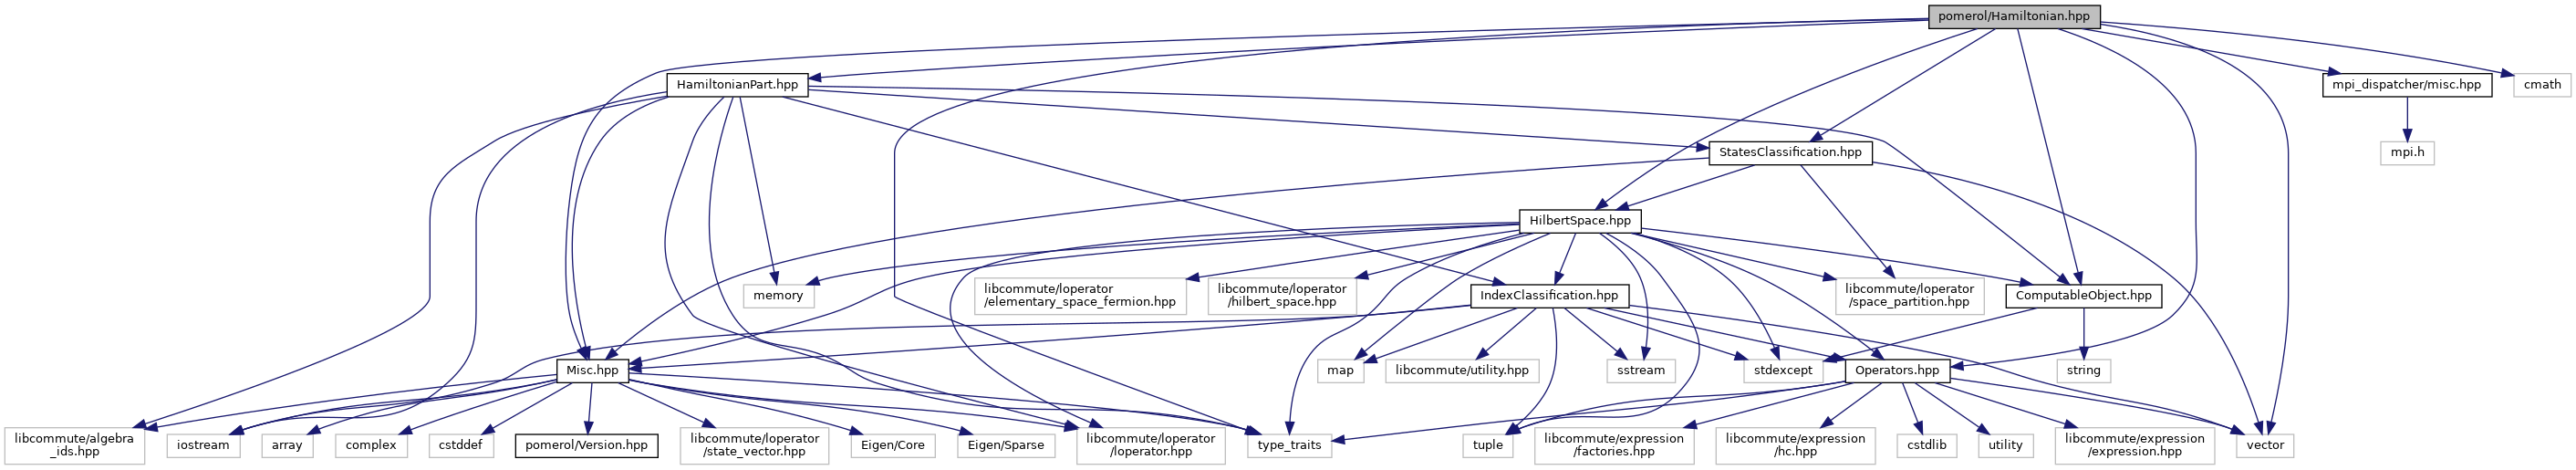 pomerol/Hamiltonian.hpp
HamiltonianPart.hpp
mpi_dispatcher/misc.hpp
cmath
StatesClassification.hpp
mpi.h
HilbertSpace.hpp
memory
libcommute/loperator
/elementary_space_fermion.hpp
libcommute/loperator
/hilbert_space.hpp
IndexClassification.hpp
libcommute/loperator
/space_partition.hpp
ComputableObject.hpp
Misc.hpp
map
libcommute/utility.hpp
sstream
stdexcept
Operators.hpp
string
libcommute/algebra
_ids.hpp
iostream
array
complex
cstddef
pomerol/Version.hpp
libcommute/loperator
/state_vector.hpp
Eigen/Core
Eigen/Sparse
libcommute/loperator
/loperator.hpp
type_traits
tuple
libcommute/expression
/factories.hpp
libcommute/expression
/hc.hpp
cstdlib
utility
libcommute/expression
/expression.hpp
vector